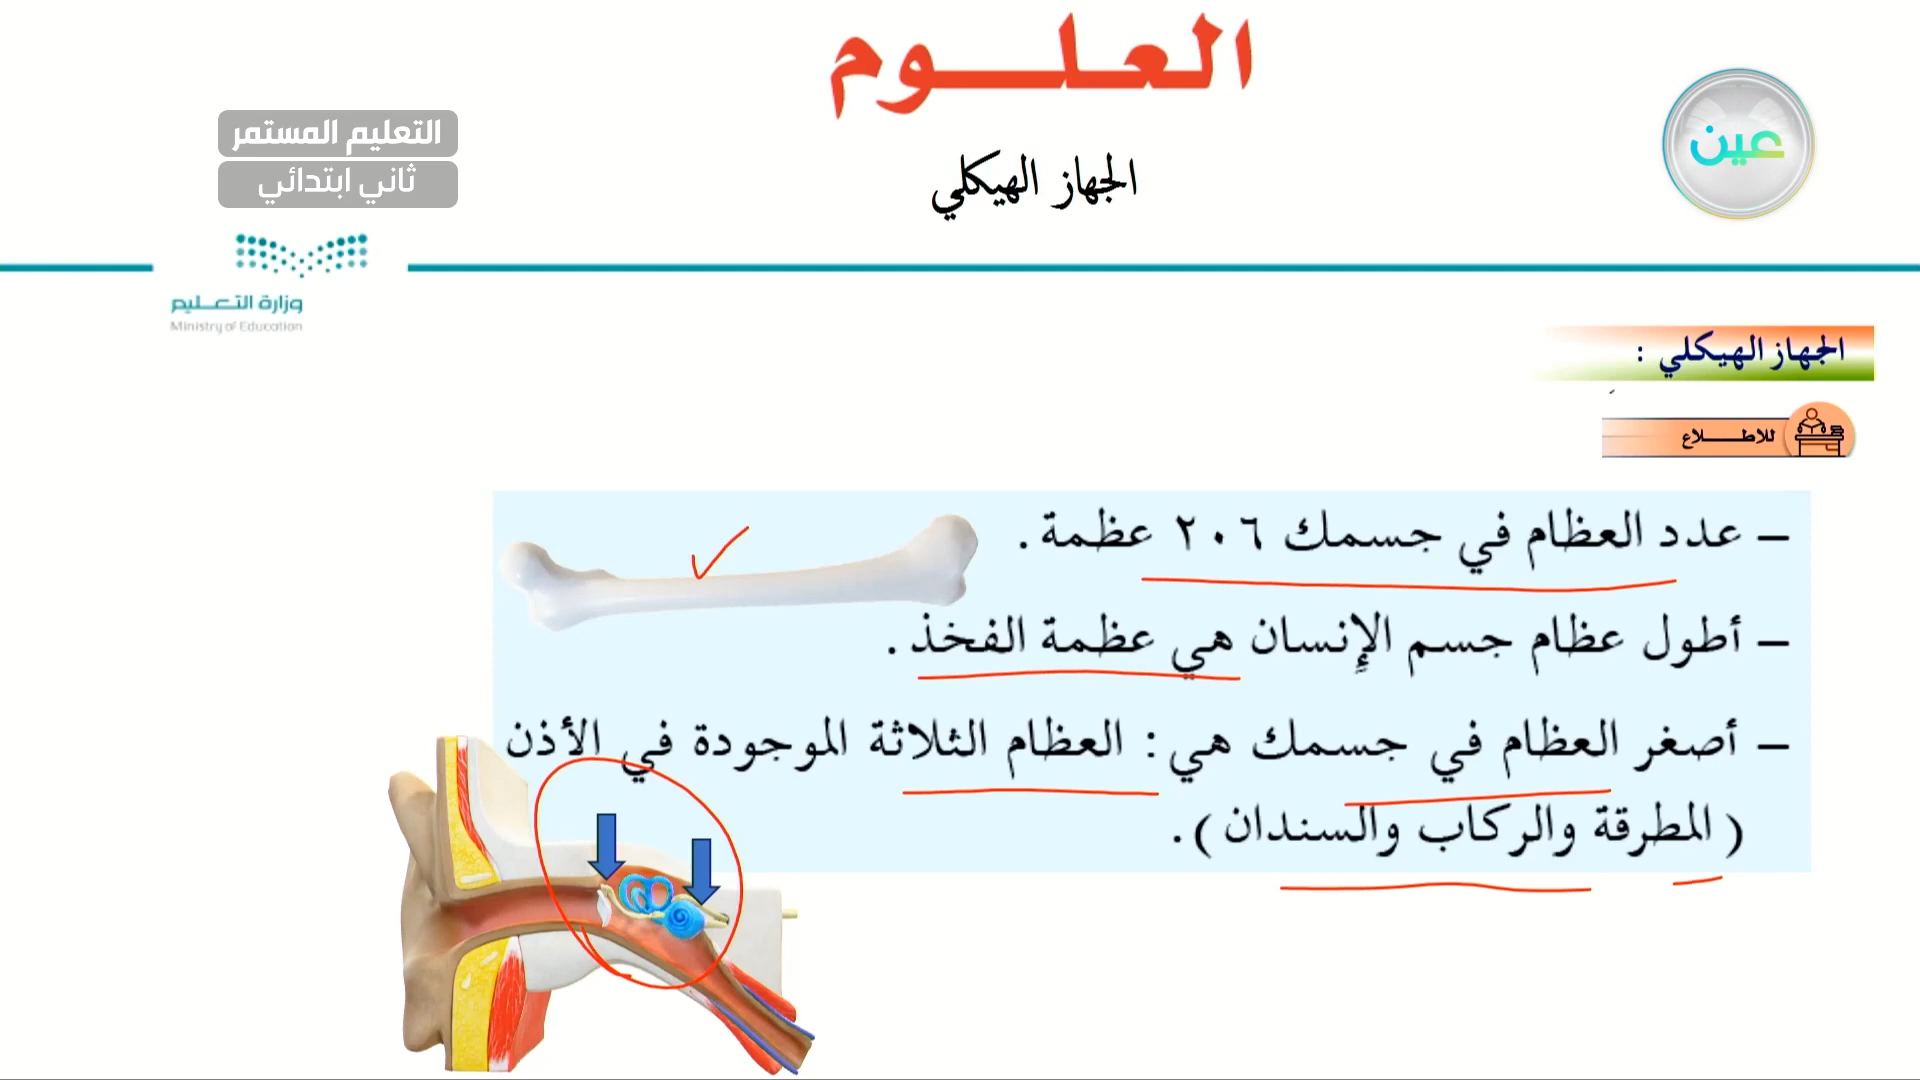 العلوم
عين
التعليم المستمر
ثاني ابتدائي
الجهاز الهيكلي
وزارة التعليم
Ministry of Education
الجهاز الهيكلي :
للاطلاع
– عدد العظام في جسمك ٢٠٦ عظمة .
– أطول عظام جسم الإنسان هي عظمة الفخذ .
– أصغر العظام في جسمك هي : العظام الثلاثة الموجودة في الأذن
( المطرقة والركاب والسندان ) .